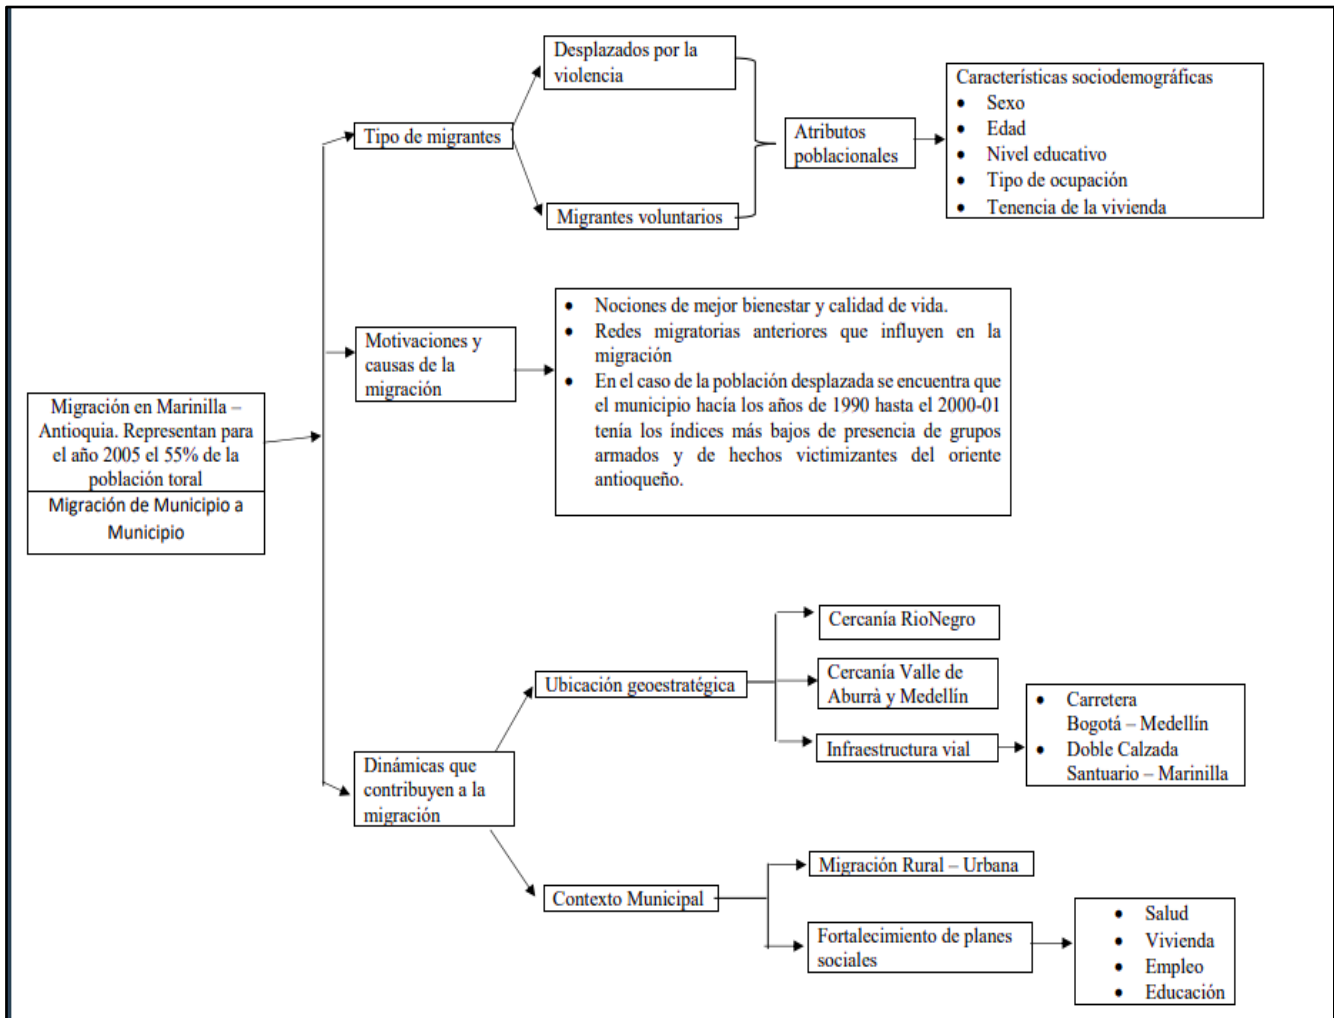 Migración en Marinilla –
Antioquia. Representan para
el año 2005 el 55% de la
población toral
Migración de Municipio a
Municipio
Tipo de migrantes
Desplazados por la
violencia
Migrantes voluntarios
Atributos
poblacionales
Características sociodemográficas
• Sexo
• Edad
• Nivel educativo
• Tipo de ocupación
• Tenencia de la vivienda
Motivaciones y
causas de la
migración
• Nociones de mejor bienestar y calidad de vida.
• Redes migratorias anteriores que influyen en la
migración
• En el caso de la población desplazada se encuentra que
el municipio hacía los años de 1990 hasta el 2000-01
tenía los índices más bajos de presencia de grupos
armados y de hechos victimizantes del oriente
antioqueño.
Dinámicas que
contribuyen a la
migración
Ubicación geoestratégica
Cercanía RioNegro
Cercanía Valle de
Aburrà y Medellín
Infraestructura vial
• Carretera
Bogotá – Medellín
• Doble Calzada
Santuario – Marinilla
Contexto Municipal
Migración Rural – Urbana
Fortalecimiento de planes
sociales
• Salud
• Vivienda
• Empleo
• Educación